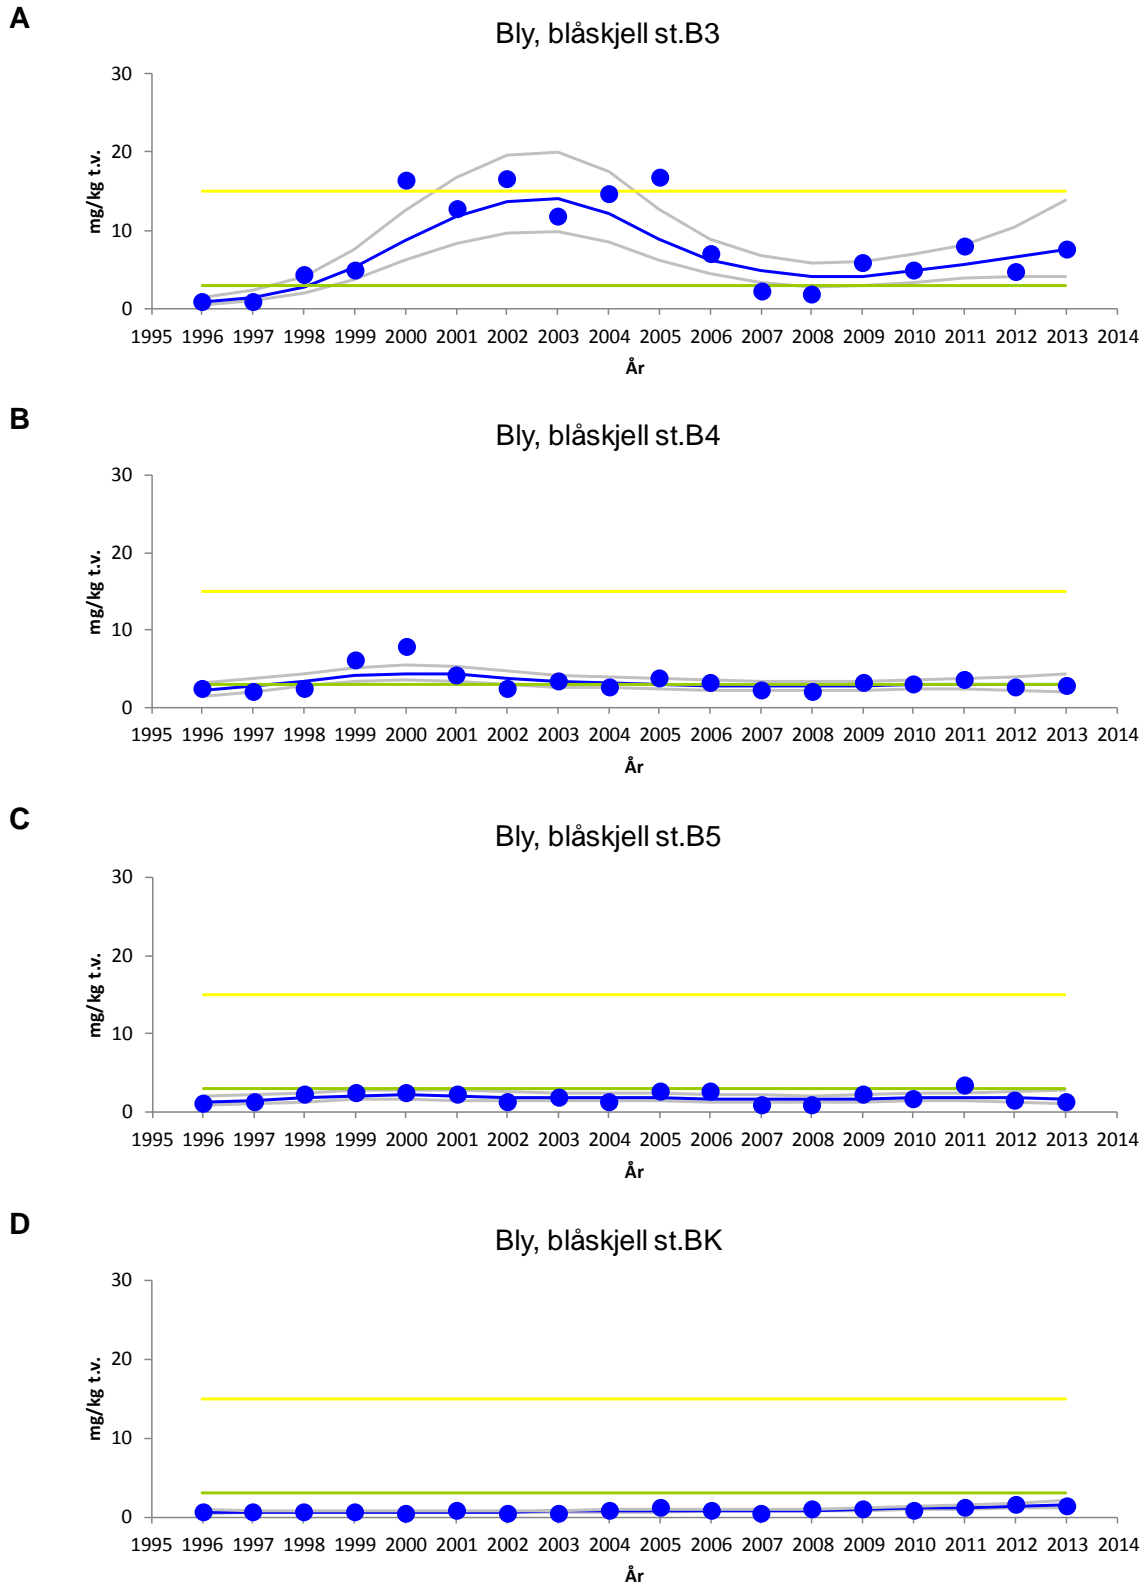 A
Bly, blåskjell st.B3
30
20
10
0
mg/kg t.v.
1995 1996 1997 1998 1999 2000 2001 2002 2003 2004 2005 2006 2007 2008 2009 2010 2011 2012 2013 2014
År
B
Bly, blåskjell st.B4
30
20
10
0
mg/kg t.v.
1995 1996 1997 1998 1999 2000 2001 2002 2003 2004 2005 2006 2007 2008 2009 2010 2011 2012 2013 2014
År
C
Bly, blåskjell st.B5
30
20
10
0
mg/kg t.v.
1995 1996 1997 1998 1999 2000 2001 2002 2003 2004 2005 2006 2007 2008 2009 2010 2011 2012 2013 2014
År
D
Bly, blåskjell st.BK
30
20
10
0
mg/kg t.v.
1995 1996 1997 1998 1999 2000 2001 2002 2003 2004 2005 2006 2007 2008 2009 2010 2011 2012 2013 2014
År